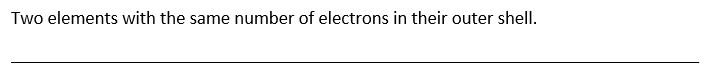 Two elements with the same number of electrons in their outer shell.